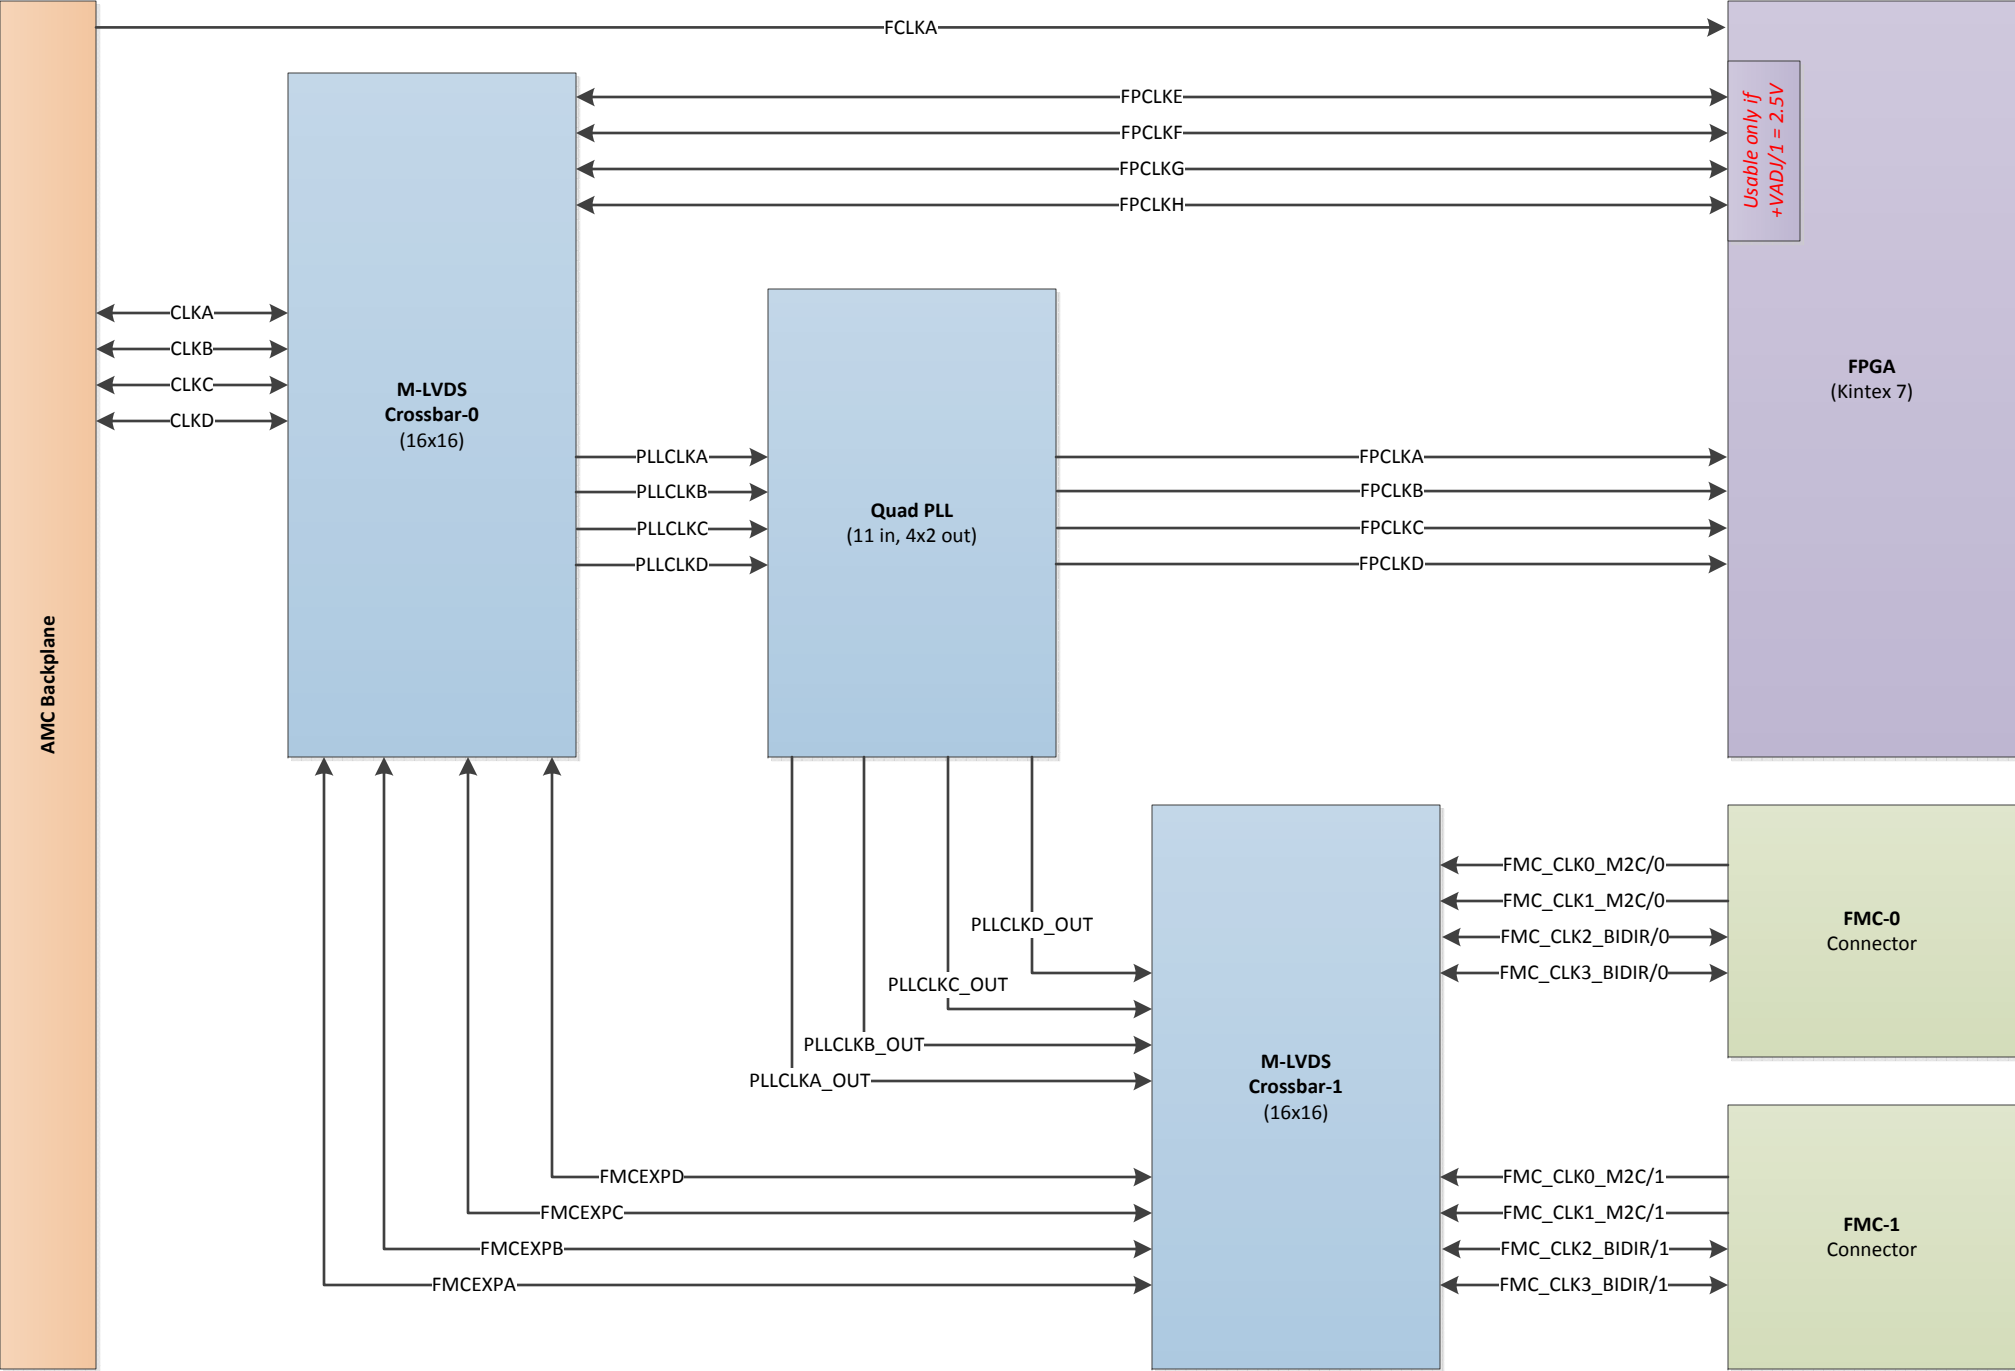 FCLKA
FPCLKE
FPCLKF
FPCLKG
FPCLKH
Usable only if
+VADJ/1 = 2.5V
CLKA
CLKB
CLKC
CLKD
M-LVDS
Crossbar-0
(16x16)
FPGA
(Kintex 7)
PLLCLKA
PLLCLKB
PLLCLKC
PLLCLKD
Quad PLL
(11 in, 4x2 out)
FPCLKA
FPCLKB
FPCLKC
FPCLKD
AMC Backplane
PLLCLKD_OUT
PLLCLKC_OUT
PLLCLKB_OUT
PLLCLKA_OUT
M-LVDS
Crossbar-1
(16x16)
FMC_CLK0_M2C/0
FMC_CLK1_M2C/0
FMC_CLK2_BIDIR/0
FMC_CLK3_BIDIR/0
FMC-0
Connector
FMCEXPD
FMCEXPC
FMCEXPB
FMCEXPA
FMC_CLK0_M2C/1
FMC_CLK1_M2C/1
FMC_CLK2_BIDIR/1
FMC_CLK3_BIDIR/1
FMC-1
Connector